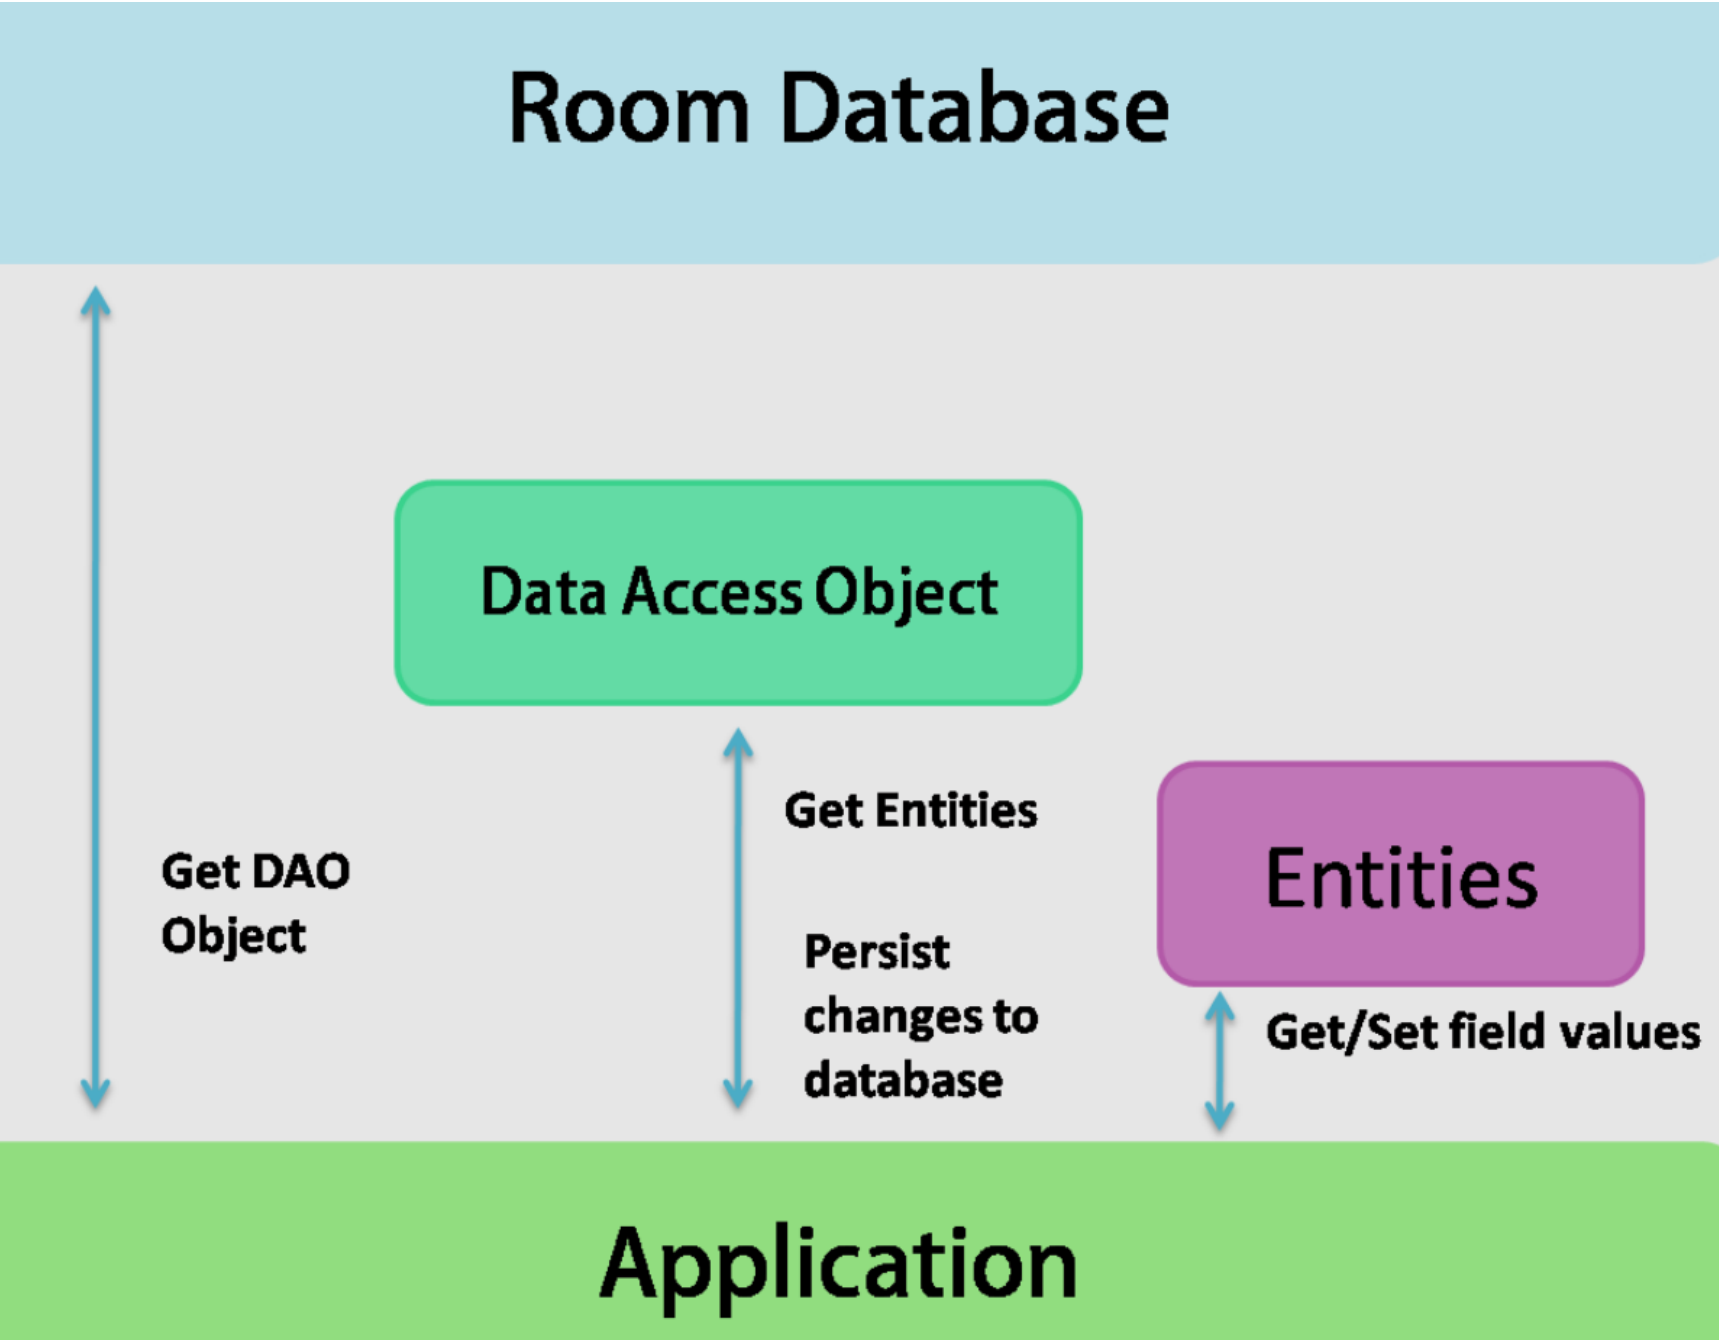 Room Database
Data Access Object
Get Entities
Entities
Get DAO
Object
Persist
changes to
database
Get/Set field values
Application